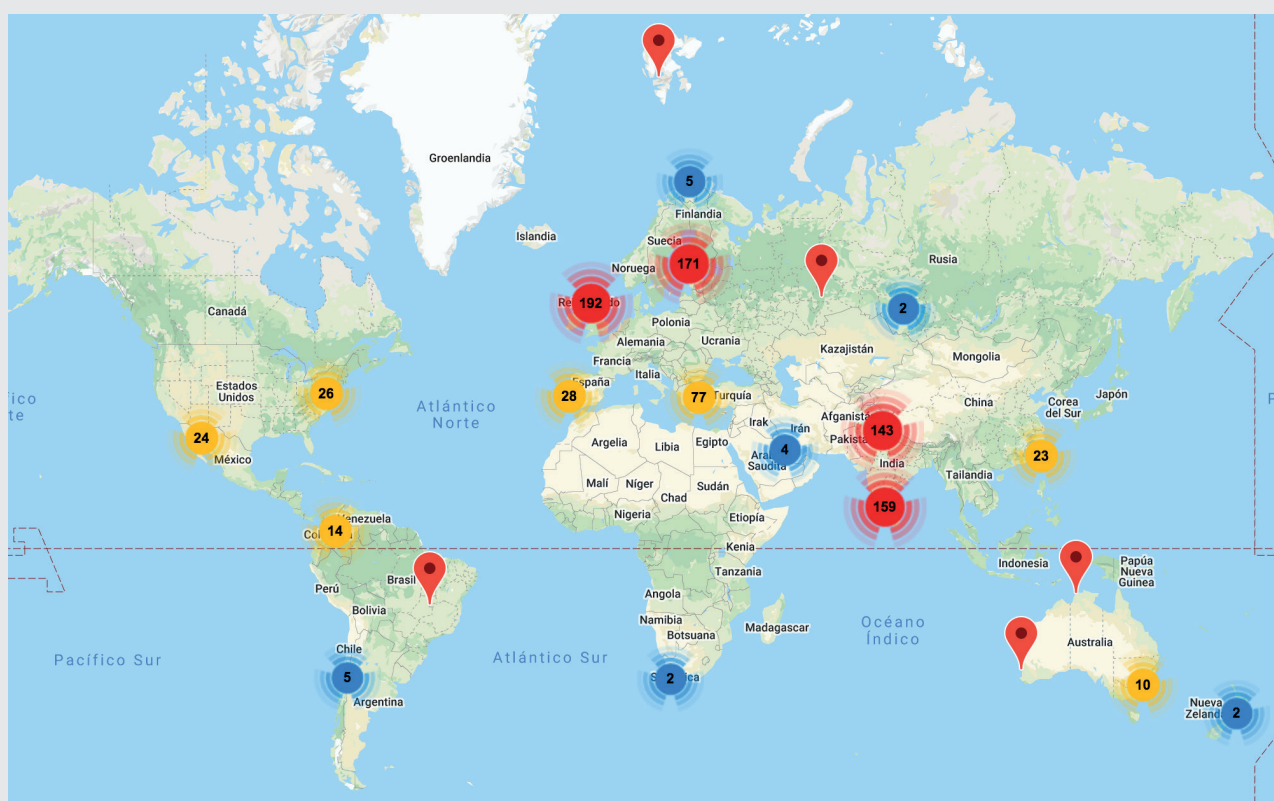 Groenlandia
5
Finlandia
Islandia
Suecia
171
Noruega
Rusia
192
2
Canadá
Polonia
Ucrania
Alemania
Kazajistán
Mongolia
Francia
Italia
España
Estados
Unidos
26
28
77
Turquía
China
Corea
del Sur
Japón
Atlántico
Norte
24
México
Argelia
Libia
Egipto
Irak
Irán
143
India
4
23
Malí
Níger
Chad
Sudán
Tailandia
159
14
Nigeria
Etiopía
Kenia
Indonesia
Papúa
Nueva
Guinea
Brasil
Perú
Tanzania
Bolivia
Angola
Namibia
Botsuana
Madagascar
Océano
Índico
Australia
Chile
Pacífico Sur
Atlántico Sur
5
2
10
Argentina
Nueva
2